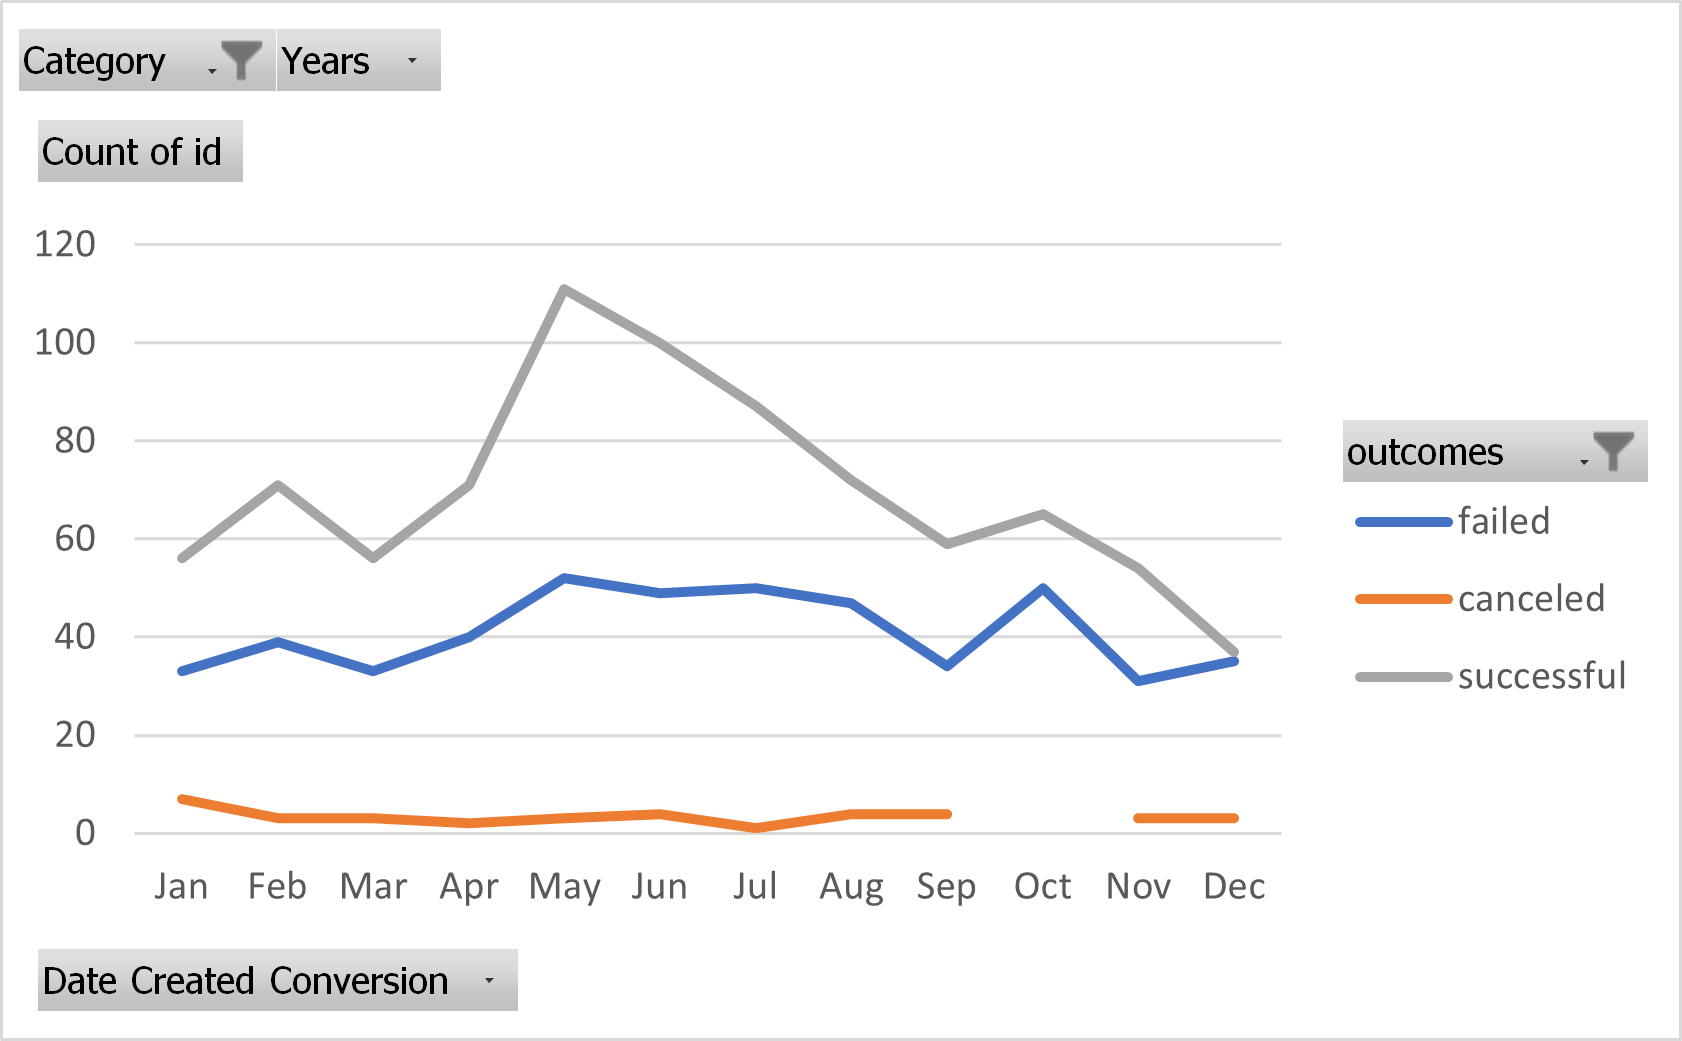 Category Years
Count of id
120
100
80
60
40
20
0
Jan Feb Mar Apr May Jun Jul Aug Sep Oct Nov Dec
outcomes
failed
canceled
successful
Date Created Conversion